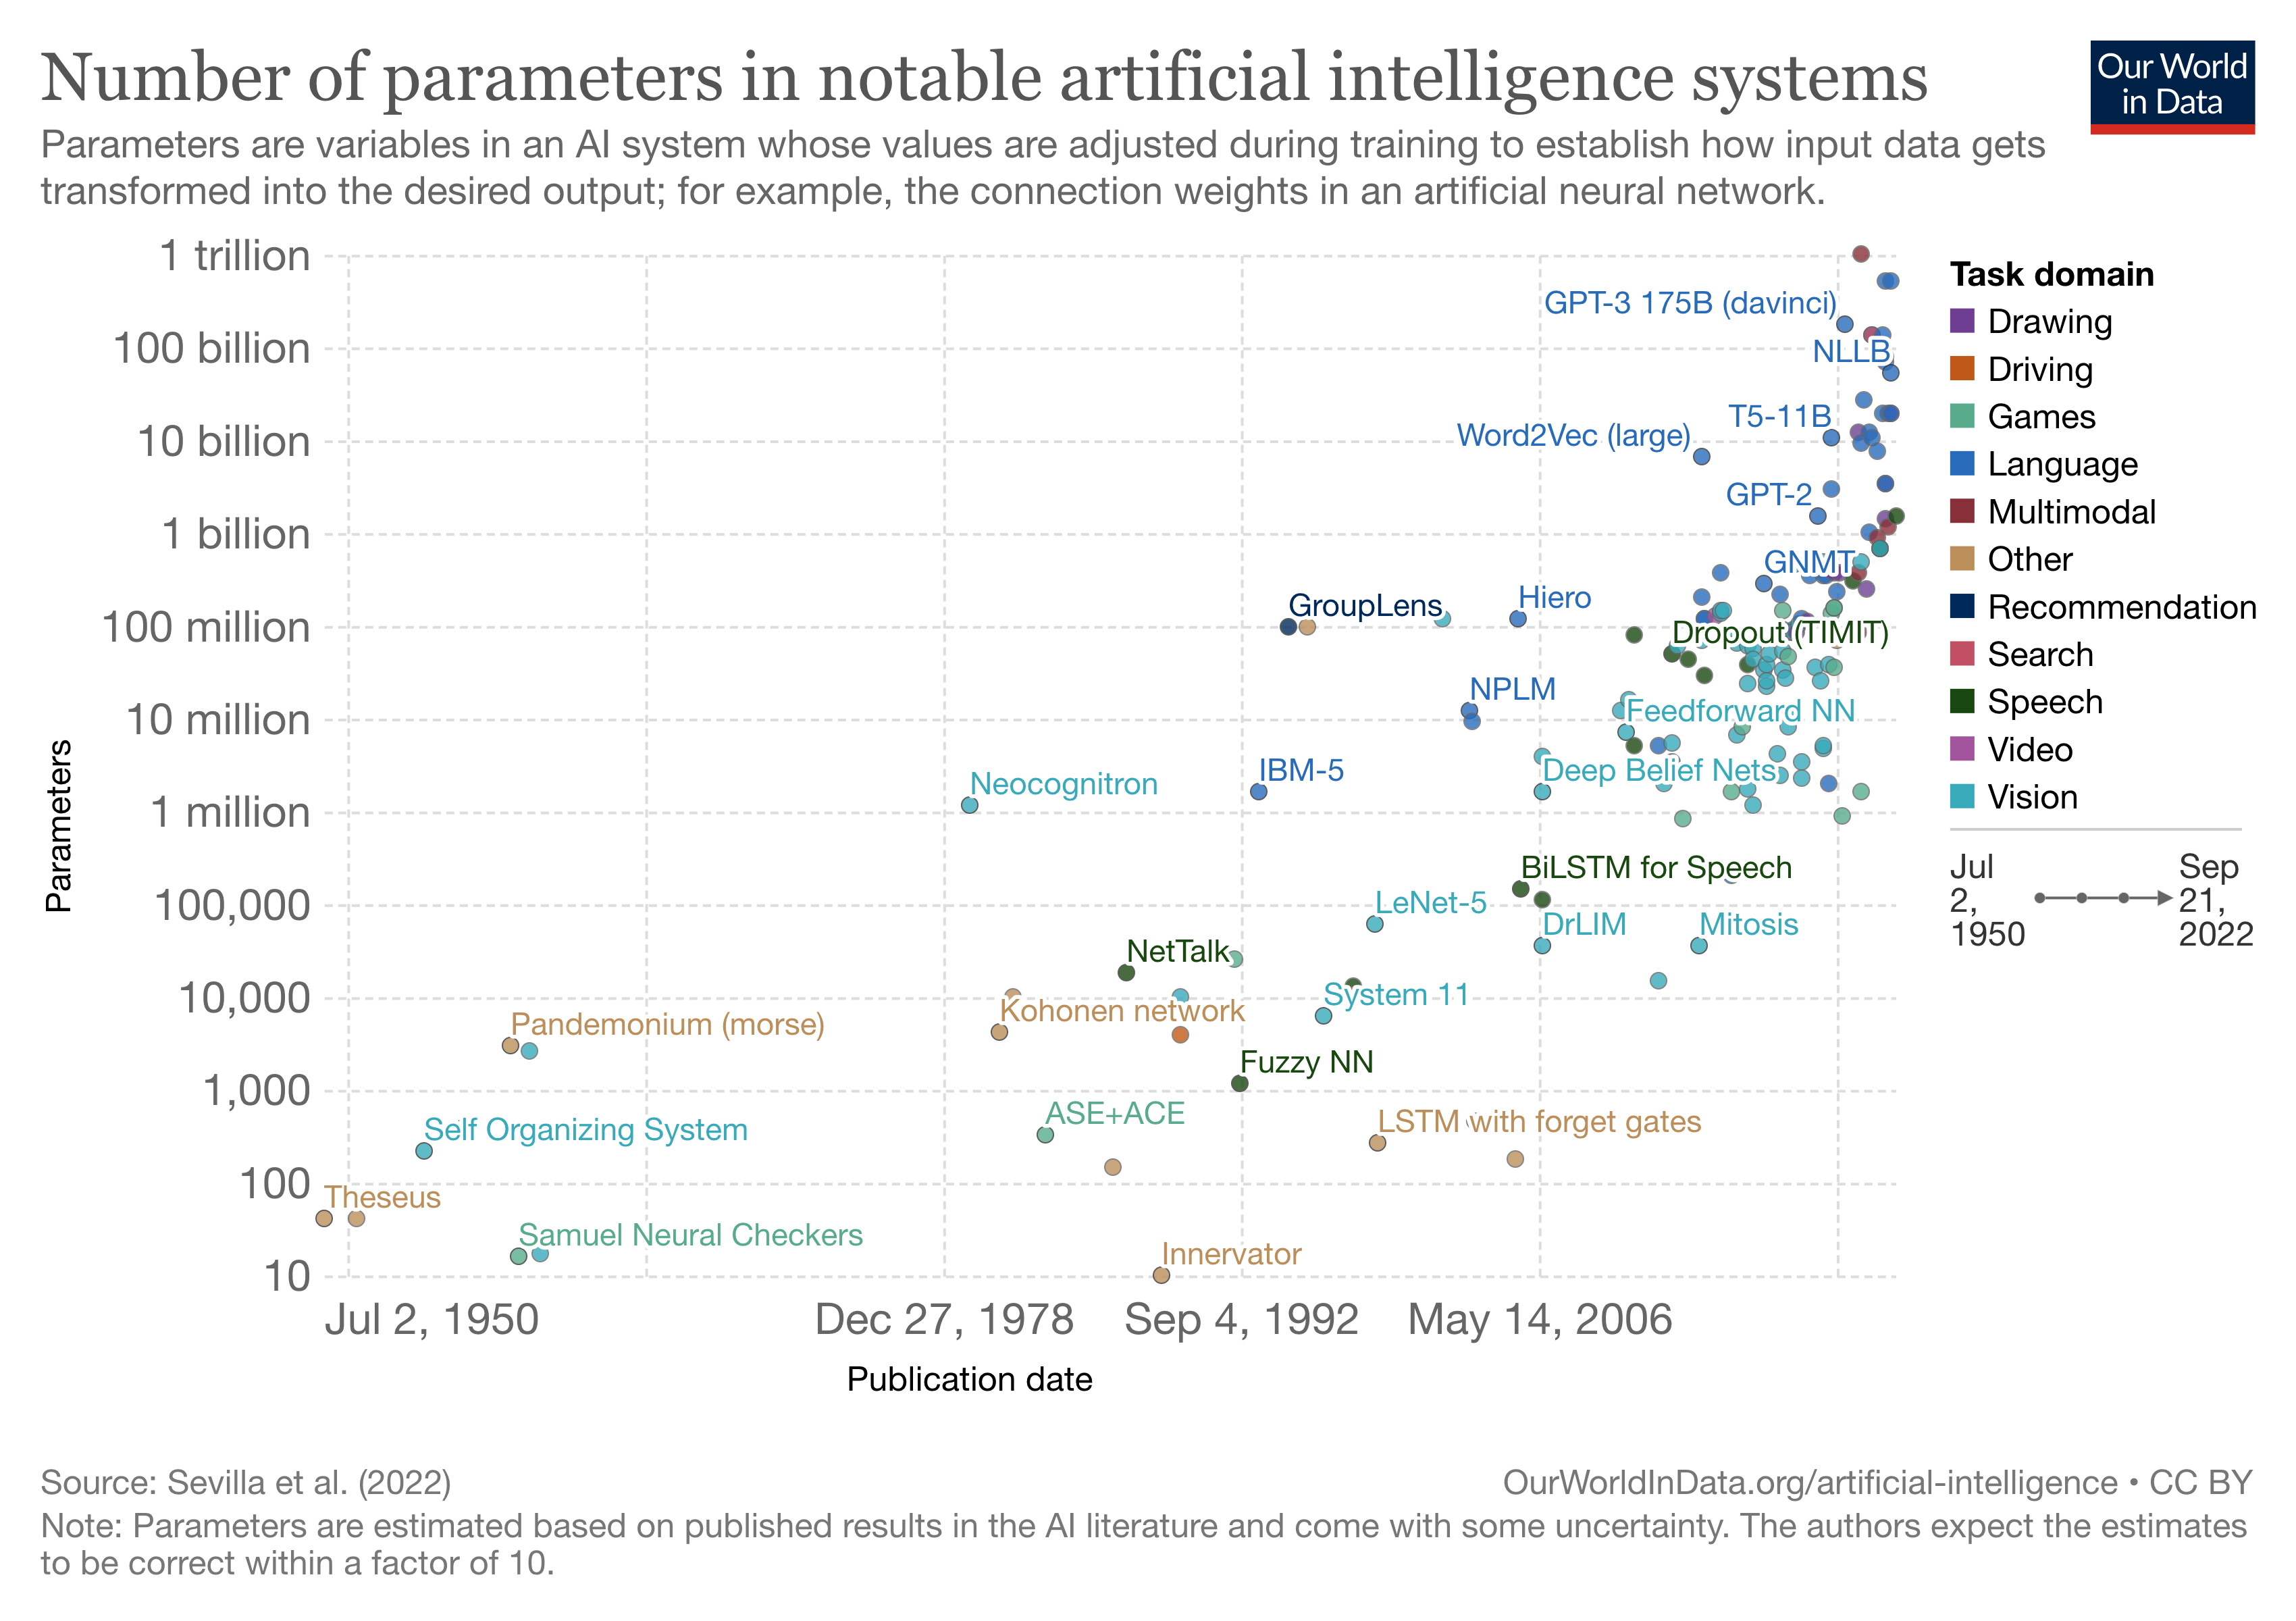 Number of parameters in notable artificial intelligence systems
Our World
in Data
Parameters are variables in an AI system whose values are adjusted during training to establish how input data gets
transformed into the desired output; for example, the connection weights in an artificial neural network.
1 trillion
100 billion
10 billion
1 billion
100 million
10 million
1 million
100,000
10,000
1,000
100
10
Parameters
GPT-3 175B (davinci)
NLLB
T5-11B
Word2Vec (large)
GPT-2
GNMT
Hiero
GroupLens
Dropout (TIMIT)
NPLM
Feedforward NN
IBM-5
Deep Belief Nets
Neocognitron
BiLSTM for Speech
LeNet-5
DrLIM
Mitosis
NetTalk
System 11
Kohonen network
Pandemonium (morse)
Fuzzy NN
ASE+ACE
LSTM with forget gates
Self Organizing System
Theseus
Samuel Neural Checkers
Innervator
Jul 2, 1950
Dec 27, 1978
Sep 4, 1992
May 14, 2006
Publication date
Task domain
Drawing
Driving
Games
Language
Multimodal
Other
Recommendation
Search
Speech
Video
Vision
Jul
2,
1950
Sep
21,
2022
Source: Sevilla et al. (2022)
OurWorldInData.org/artificial-intelligence • CC BY
Note: Parameters are estimated based on published results in the AI literature and come with some uncertainty. The authors expect the estimates
to be correct within a factor of 10.